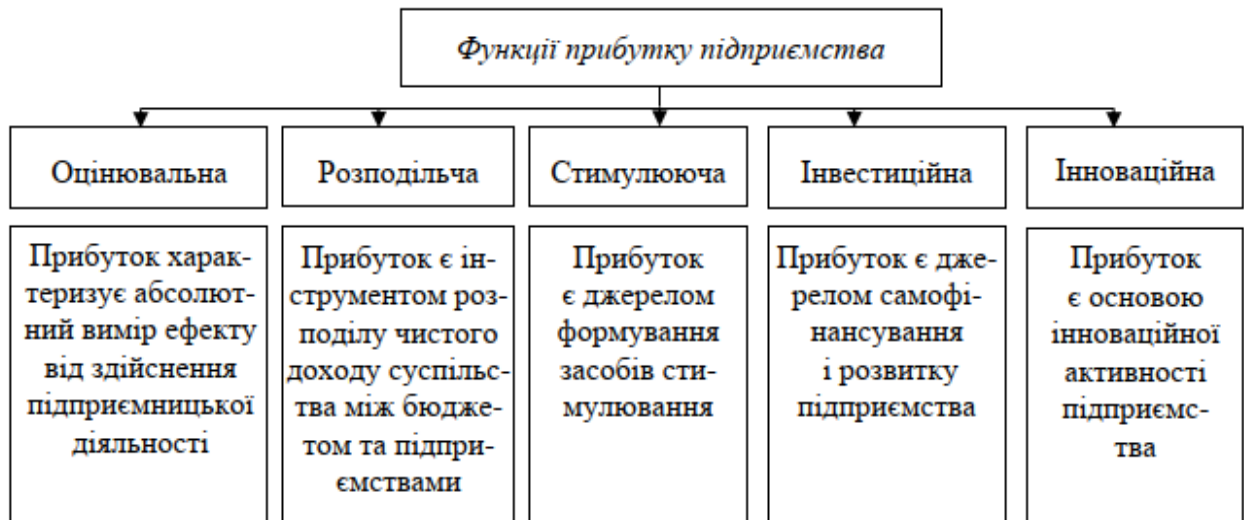 Функції прибутку підприємства
Оцінювальна
Розподільча
Стимулююча
Інвестиційна
Інноваційна
Прибуток харак-
теризує абсолют-
ний вимір ефекту
від здійснення
підприємницької
діяльності
Прибуток є ін-
струментом роз-
поділу чистого
доходу суспільс-
тва між бюдже-
том та підпри-
ємствами
Прибуток
є джерелом
формування
засобів сти-
мулювання
Прибуток є дже-
релом самофі-
нансування
і розвитку
підприємства
Прибуток
є основою
інноваційної
активності
підприємс-
тва